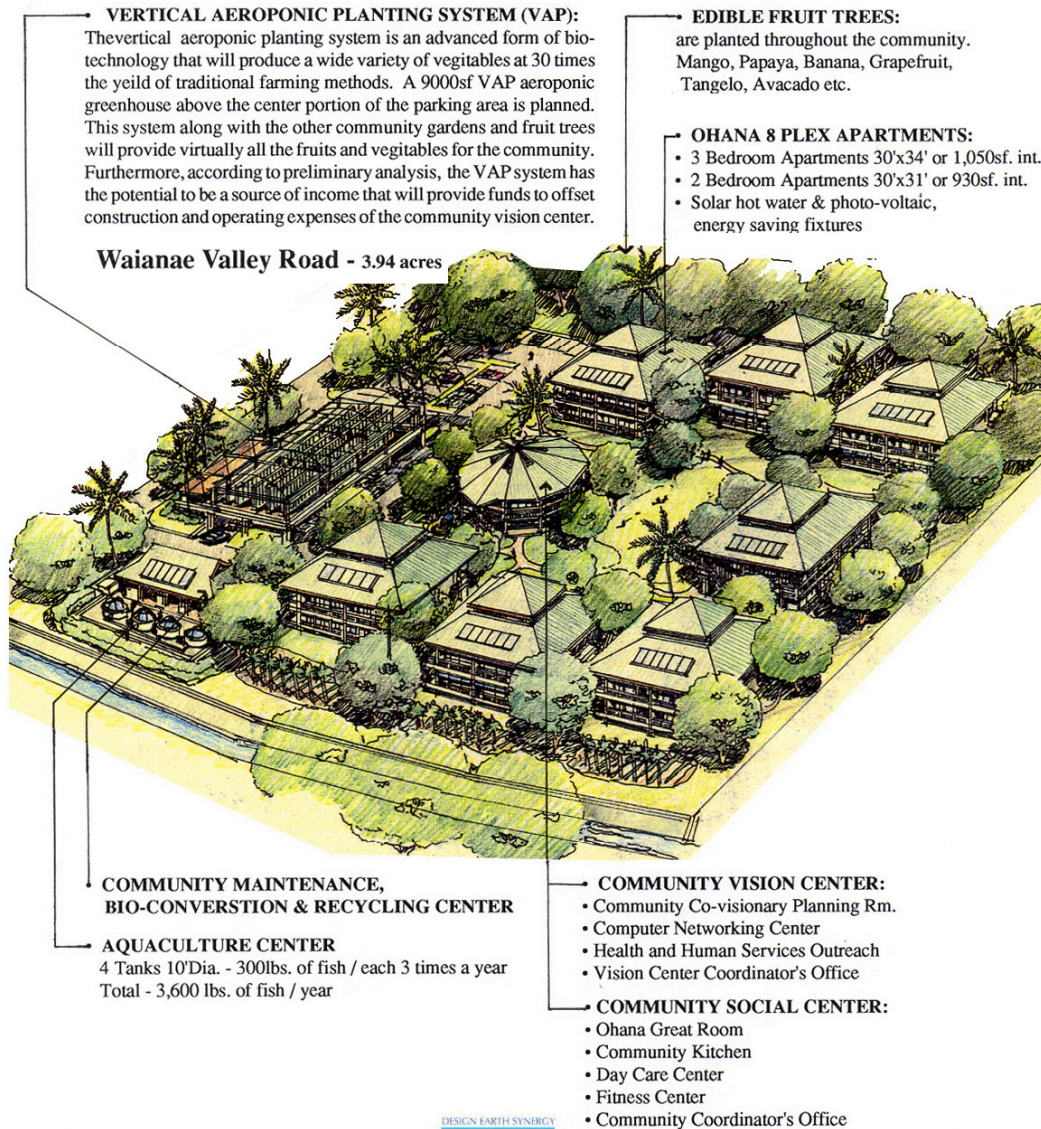 VERTICAL AEROPONIC PLANTING SYSTEM (VAP):
Thevertical aeroponic planting system is an advanced form of bio-
technology that will produce a wide variety of vegitables at 30 times
the yeild of traditional farming methods. A 9000sf VAP aeroponic
greenhouse above the center portion of the parking area is planned.
This system along with the other community gardens and fruit trees
will provide virtually all the fruits and vegitables for the community.
Furthermore, according to preliminary analysis, the VAP system has
the potential to be a source of income that will provide funds to offset
construction and operating expenses of the community vision center.
• EDIBLE FRUIT TREES:
are planted throughout the community.
Mango, Papaya, Banana, Grapefruit,
Tangelo, Avacado etc.
• OHANA 8 PLEX APARTMENTS:
• 3 Bedroom Apartments 30'x34' or 1,050sf. int.
• 2 Bedroom Apartments 30'x31' or 930sf. int.
• Solar hot water & photo-voltaic,
energy saving fixtures
Waianae Valley Road - 3.94 acres
• COMMUNITY MAINTENANCE,
BIO-CONVERSTION & RECYCLING CENTER
• AQUACULTURE CENTER
4 Tanks 10'Dia. - 300lbs. of fish / each 3 times a year
Total - 3,600 lbs. of fish / year
• COMMUNITY VISION CENTER:
• Community Co-visionary Planning Rm.
• Computer Networking Center
• Health and Human Services Outreach
• Vision Center Coordinator's Office
• COMMUNITY SOCIAL CENTER:
• Ohana Great Room
• Community Kitchen
• Day Care Center
• Fitness Center
• Community Coordinator's Office
DESIGN EARTH SYNERGY